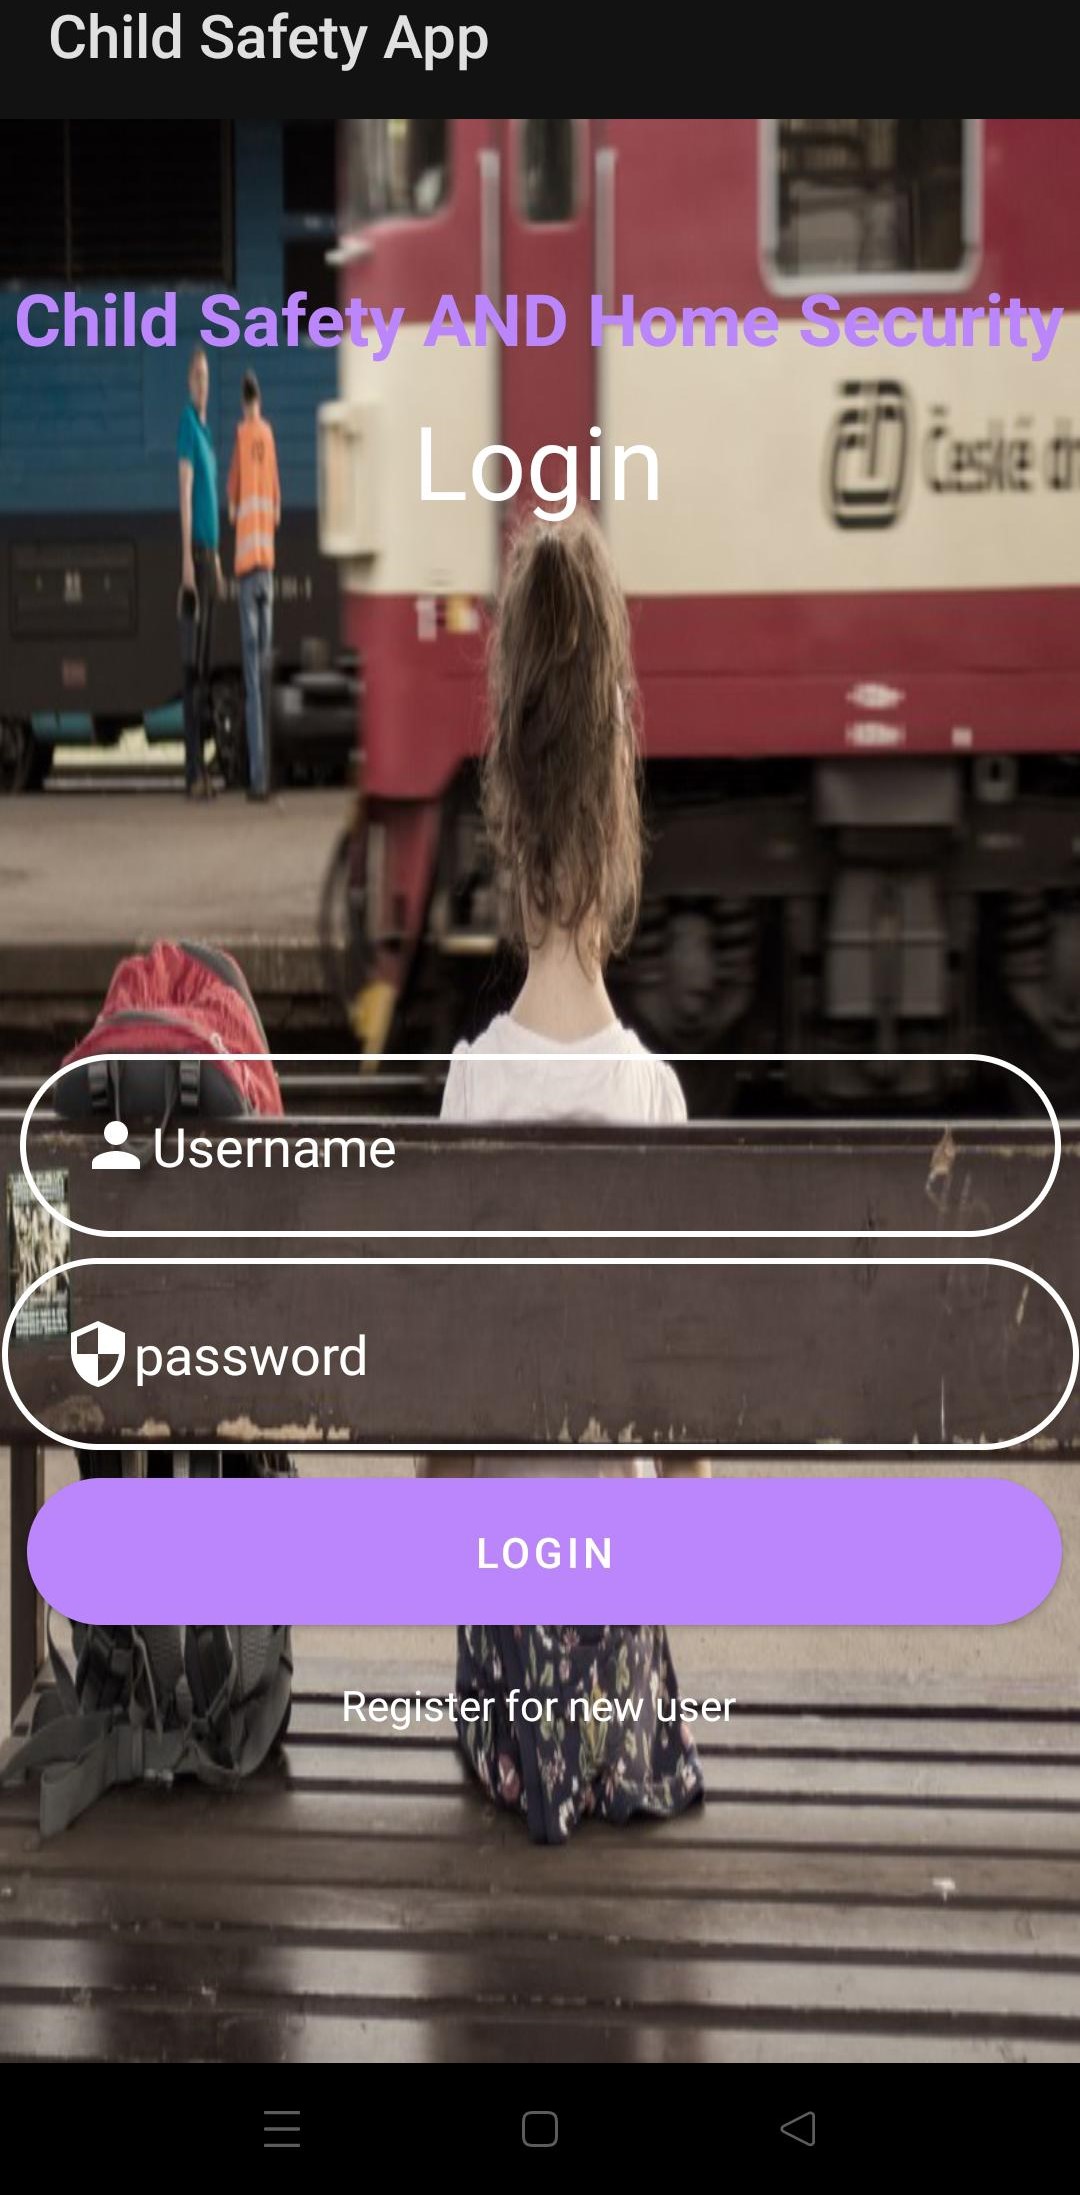 Child Safety App
Child Safety AND Home Security
Login
České
Username
password
LOGIN
Register for new user